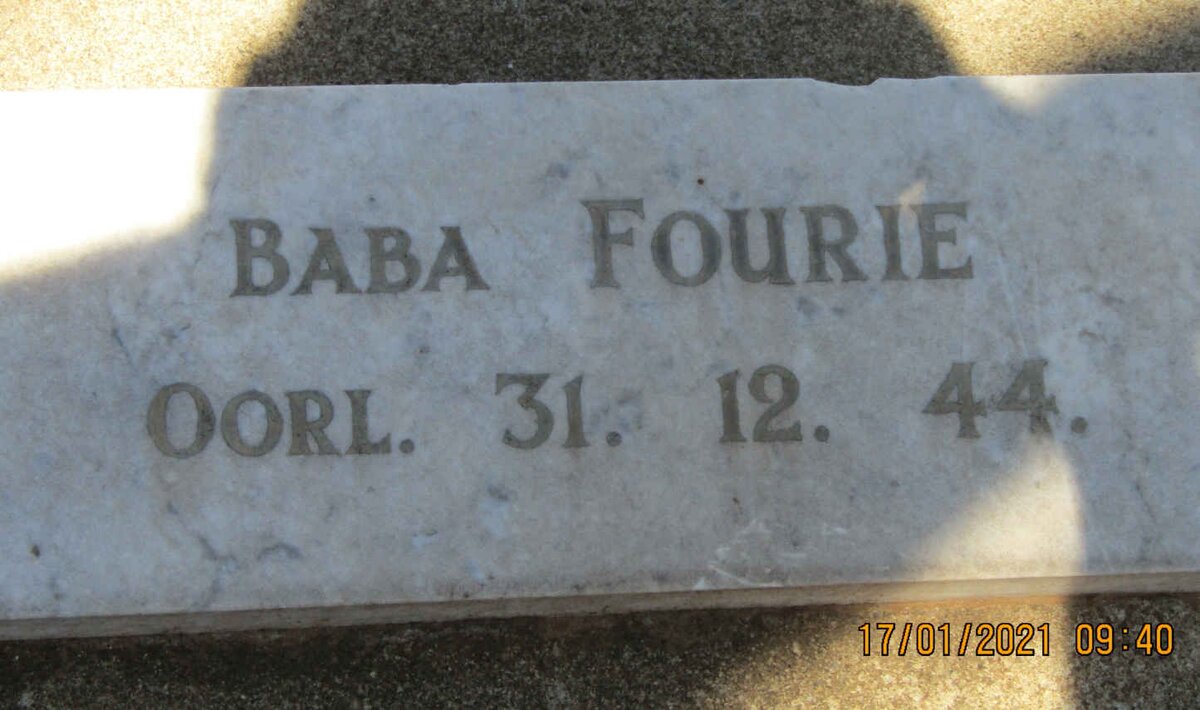 BABA FOURIE
OORL. 31. 12. 44.
17/01/2021 09:40